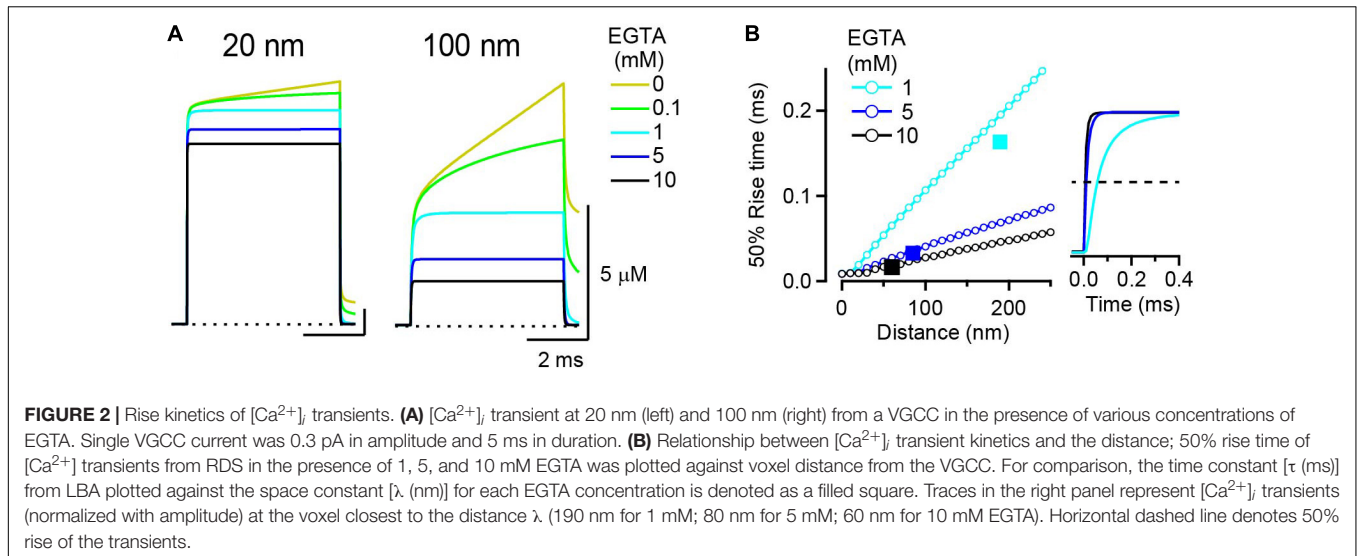 A
20 nm
100 nm
EGTA
(mM)
0
0.1
1
5
10
5 μM
2 ms
B
EGTA
(mM)
1
5
10
50% Rise time (ms)
0.2
0.1
0.0
0
100
200
Distance (nm)
0.0
0.2
0.4
Time (ms)
FIGURE 2 | Rise kinetics of [Ca²⁺]ᵢ transients. (A) [Ca²⁺]ᵢ transient at 20 nm (left) and 100 nm (right) from a VGCC in the presence of various concentrations of
EGTA. Single VGCC current was 0.3 pA in amplitude and 5 ms in duration. (B) Relationship between [Ca²⁺]ᵢ transient kinetics and the distance; 50% rise time of
[Ca²⁺] transients from RDS in the presence of 1, 5, and 10 mM EGTA was plotted against voxel distance from the VGCC. For comparison, the time constant [τ (ms)]
from LBA plotted against the space constant [λ (nm)] for each EGTA concentration is denoted as a filled square. Traces in the right panel represent [Ca²⁺]ᵢ transients
(normalized with amplitude) at the voxel closest to the distance λ (190 nm for 1 mM; 80 nm for 5 mM; 60 nm for 10 mM EGTA). Horizontal dashed line denotes 50%
rise of the transients.